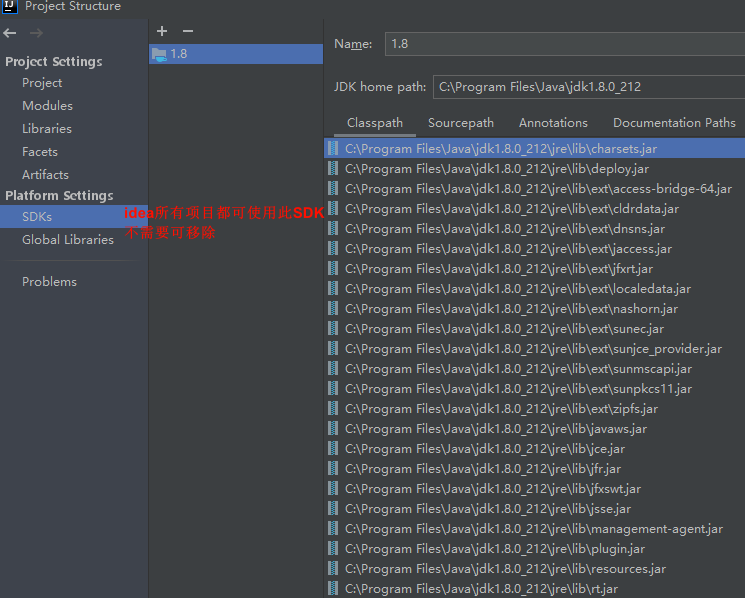 IJ
Project Structure
Project Settings
Project
Modules
Libraries
Facets
Artifacts
Platform Settings
SDKs
Global Libraries
Problems
idea所有项目都可使用此SDK
不需要可移除
1.8
Name: 1.8
JDK home path: C:\Program Files\Java\jdk1.8.0_212
Classpath Sourcepath Annotations Documentation Paths
C:\Program Files\Java\jdk1.8.0_212\jre\lib\charsets.jar
C:\Program Files\Java\jdk1.8.0_212\jre\lib\deploy.jar
C:\Program Files\Java\jdk1.8.0_212\jre\lib\ext\access-bridge-64.jar
C:\Program Files\Java\jdk1.8.0_212\jre\lib\ext\cldrdata.jar
C:\Program Files\Java\jdk1.8.0_212\jre\lib\ext\dnsns.jar
C:\Program Files\Java\jdk1.8.0_212\jre\lib\ext\jaccess.jar
C:\Program Files\Java\jdk1.8.0_212\jre\lib\ext\jfxrt.jar
C:\Program Files\Java\jdk1.8.0_212\jre\lib\ext\localedata.jar
C:\Program Files\Java\jdk1.8.0_212\jre\lib\ext\nashorn.jar
C:\Program Files\Java\jdk1.8.0_212\jre\lib\ext\sunec.jar
C:\Program Files\Java\jdk1.8.0_212\jre\lib\ext\sunjce_provider.jar
C:\Program Files\Java\jdk1.8.0_212\jre\lib\ext\sunmscapi.jar
C:\Program Files\Java\jdk1.8.0_212\jre\lib\ext\sunpkcs11.jar
C:\Program Files\Java\jdk1.8.0_212\jre\lib\ext\zipfs.jar
C:\Program Files\Java\jdk1.8.0_212\jre\lib\javaws.jar
C:\Program Files\Java\jdk1.8.0_212\jre\lib\jce.jar
C:\Program Files\Java\jdk1.8.0_212\jre\lib\jfr.jar
C:\Program Files\Java\jdk1.8.0_212\jre\lib\jfxswt.jar
C:\Program Files\Java\jdk1.8.0_212\jre\lib\jsse.jar
C:\Program Files\Java\jdk1.8.0_212\jre\lib\management-agent.jar
C:\Program Files\Java\jdk1.8.0_212\jre\lib\plugin.jar
C:\Program Files\Java\jdk1.8.0_212\jre\lib\resources.jar
C:\Program Files\Java\jdk1.8.0_212\jre\lib\rt.jar